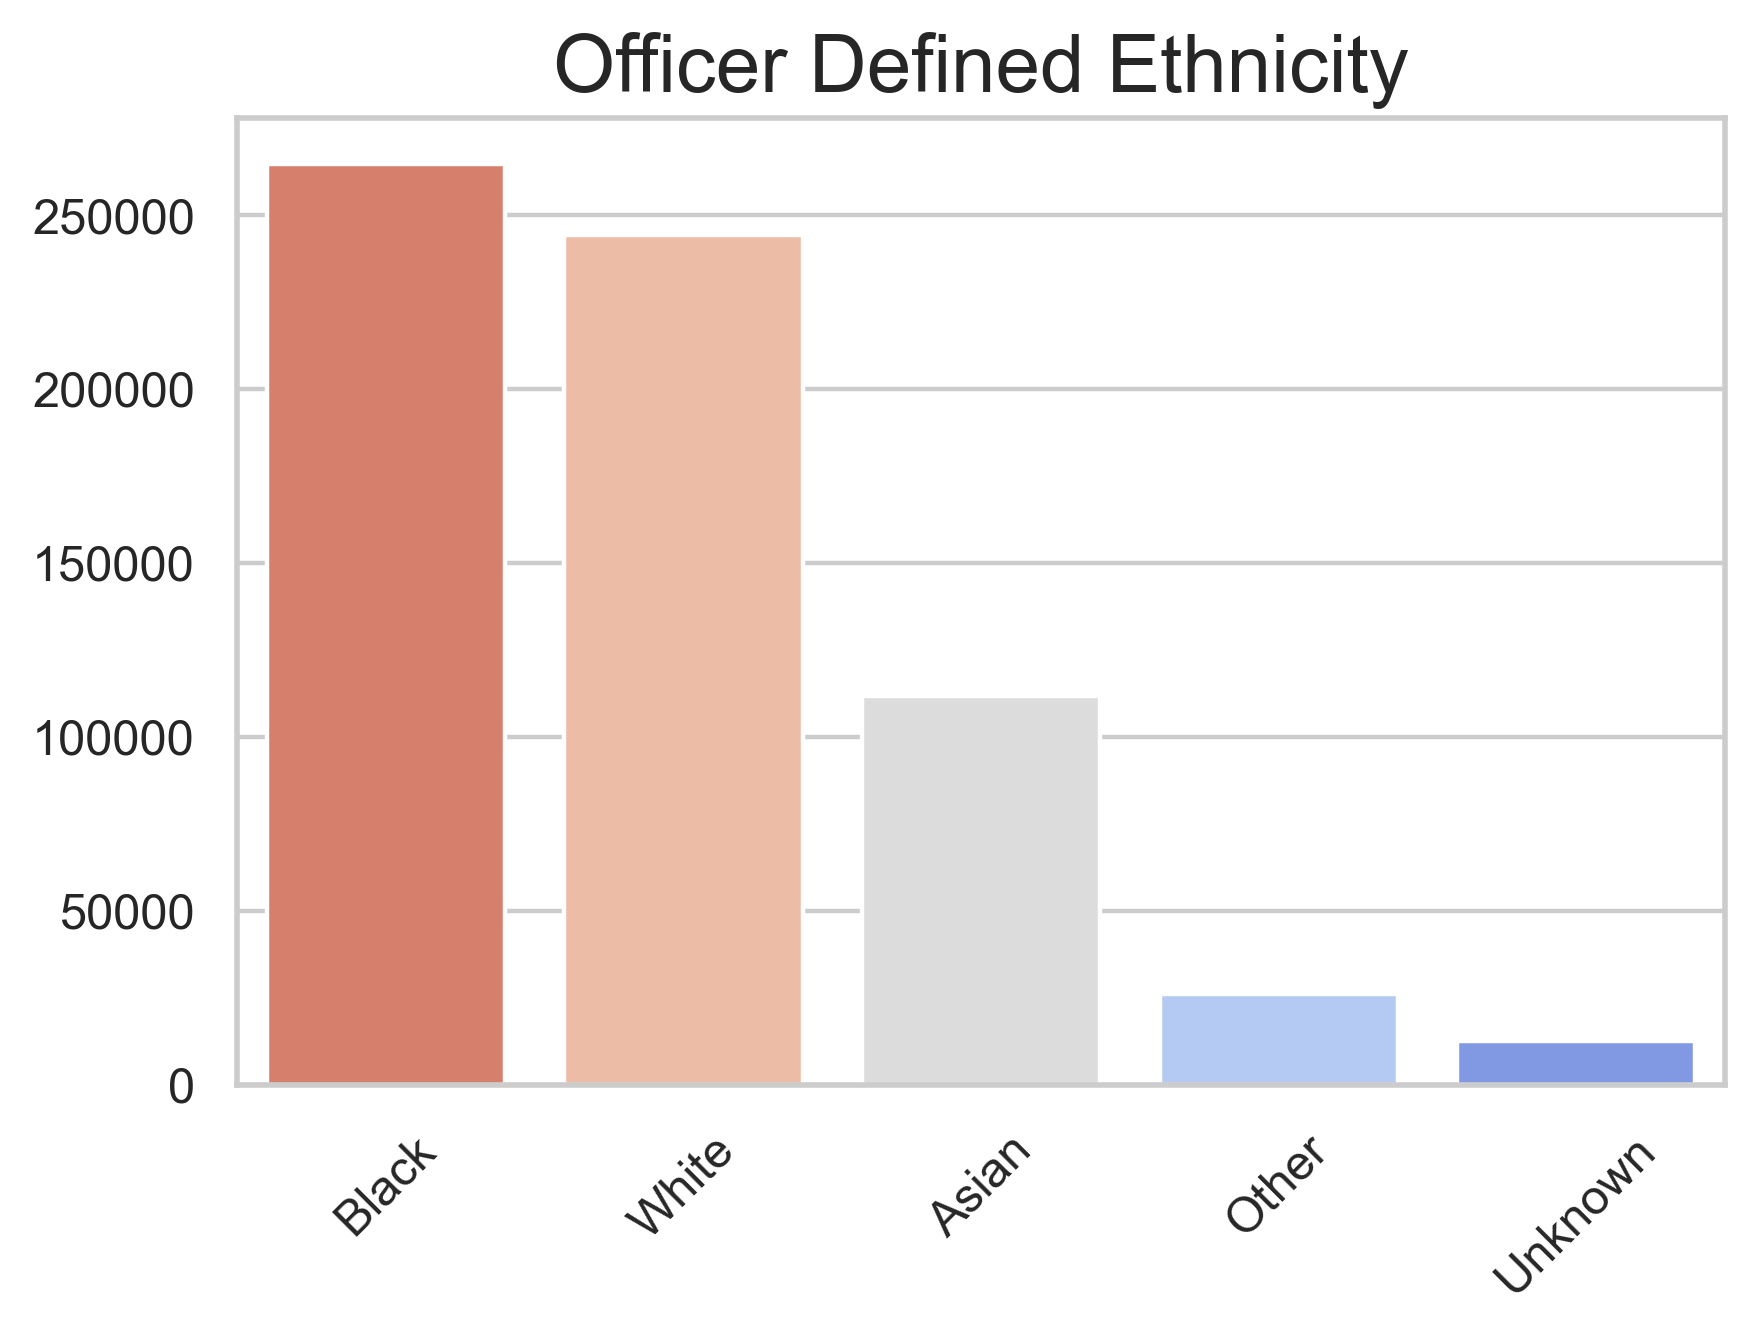 Officer Defined Ethnicity
250000
200000
150000
100000
50000
0
Black
White
Asian
Other
Unknown